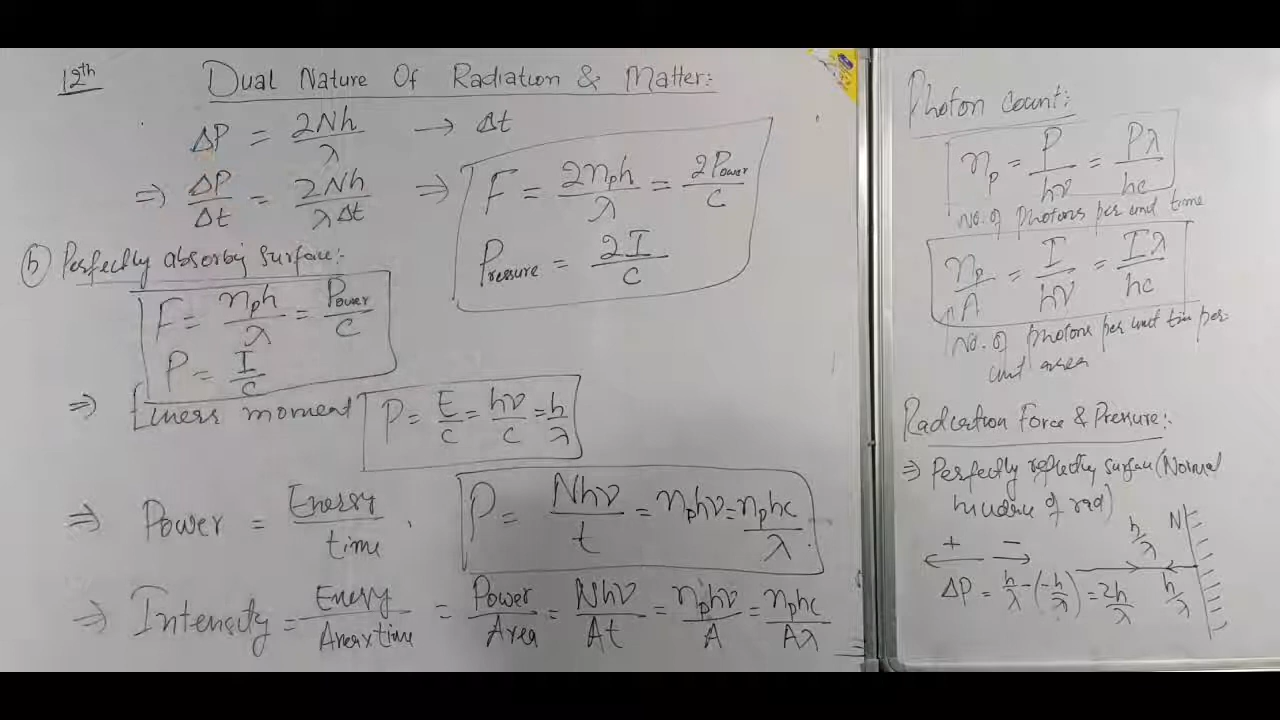 12th
Dual Nature Of Radiation & Matter:
ΔP = 2Nh/λ → Δt
⇒ ΔP/Δt = 2Nh/λΔt ⇒ F = 2nₚh/λ = 2Power/c
Pressure = 2I/c
(b) Perfectly absorbing surface:
F = nₚh/λ = Power/c
P = I/c
⇒ moment P = E/c = hν/c = h/λ
⇒ Power = Energy/time . P = Nhν/t = nₚhν = nₚhc/λ
⇒ Intensity = Energy/Area×time = Power/Area = Nhν/At = nₚhν/A = nₚhc/Aλ
Photon Count:
nₚ = P/hν = Pλ/hc
No. of photons per unit time
nₚ/A = I/hν = Iλ/hc
No. of photons per unit time per
unit area
Radiation Force & Pressure:
⇒ Perfectly reflecting surface (Normal
of rad)
+ −
h/λ N
ΔP = h/λ − (−h/λ) = 2h/λ h/λ